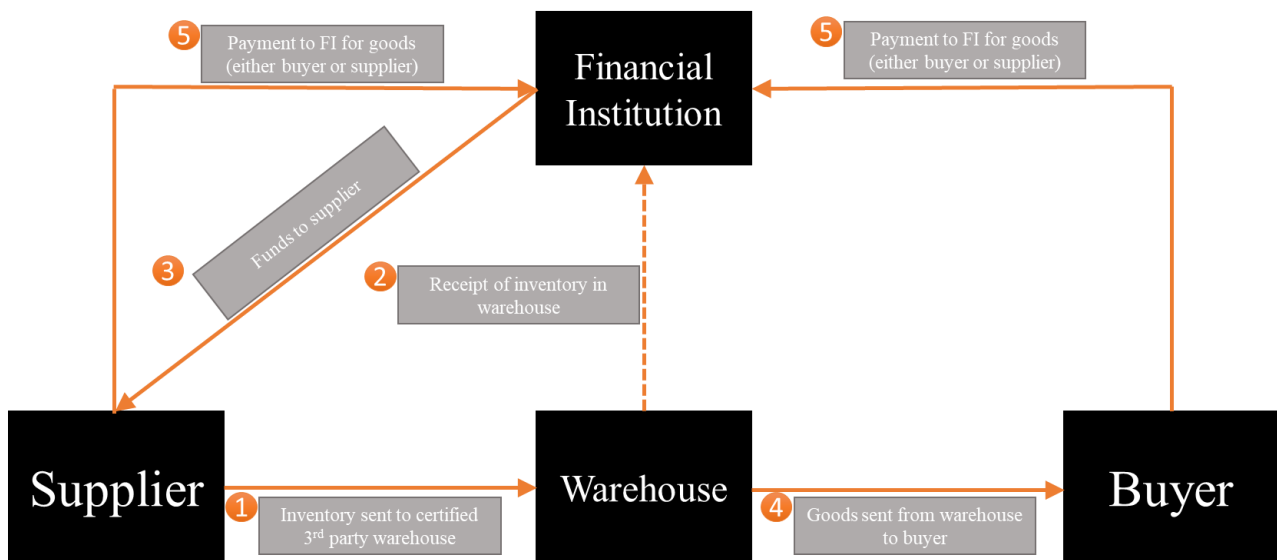 5
Payment to FI for goods
(either buyer or supplier)
Financial
Institution
5
Payment to FI for goods
(either buyer or supplier)
3
Funds to supplier
2
Receipt of inventory in
warehouse
Supplier
Warehouse
Buyer
1
Inventory sent to certified
3rd party warehouse
4
Goods sent from warehouse
to buyer